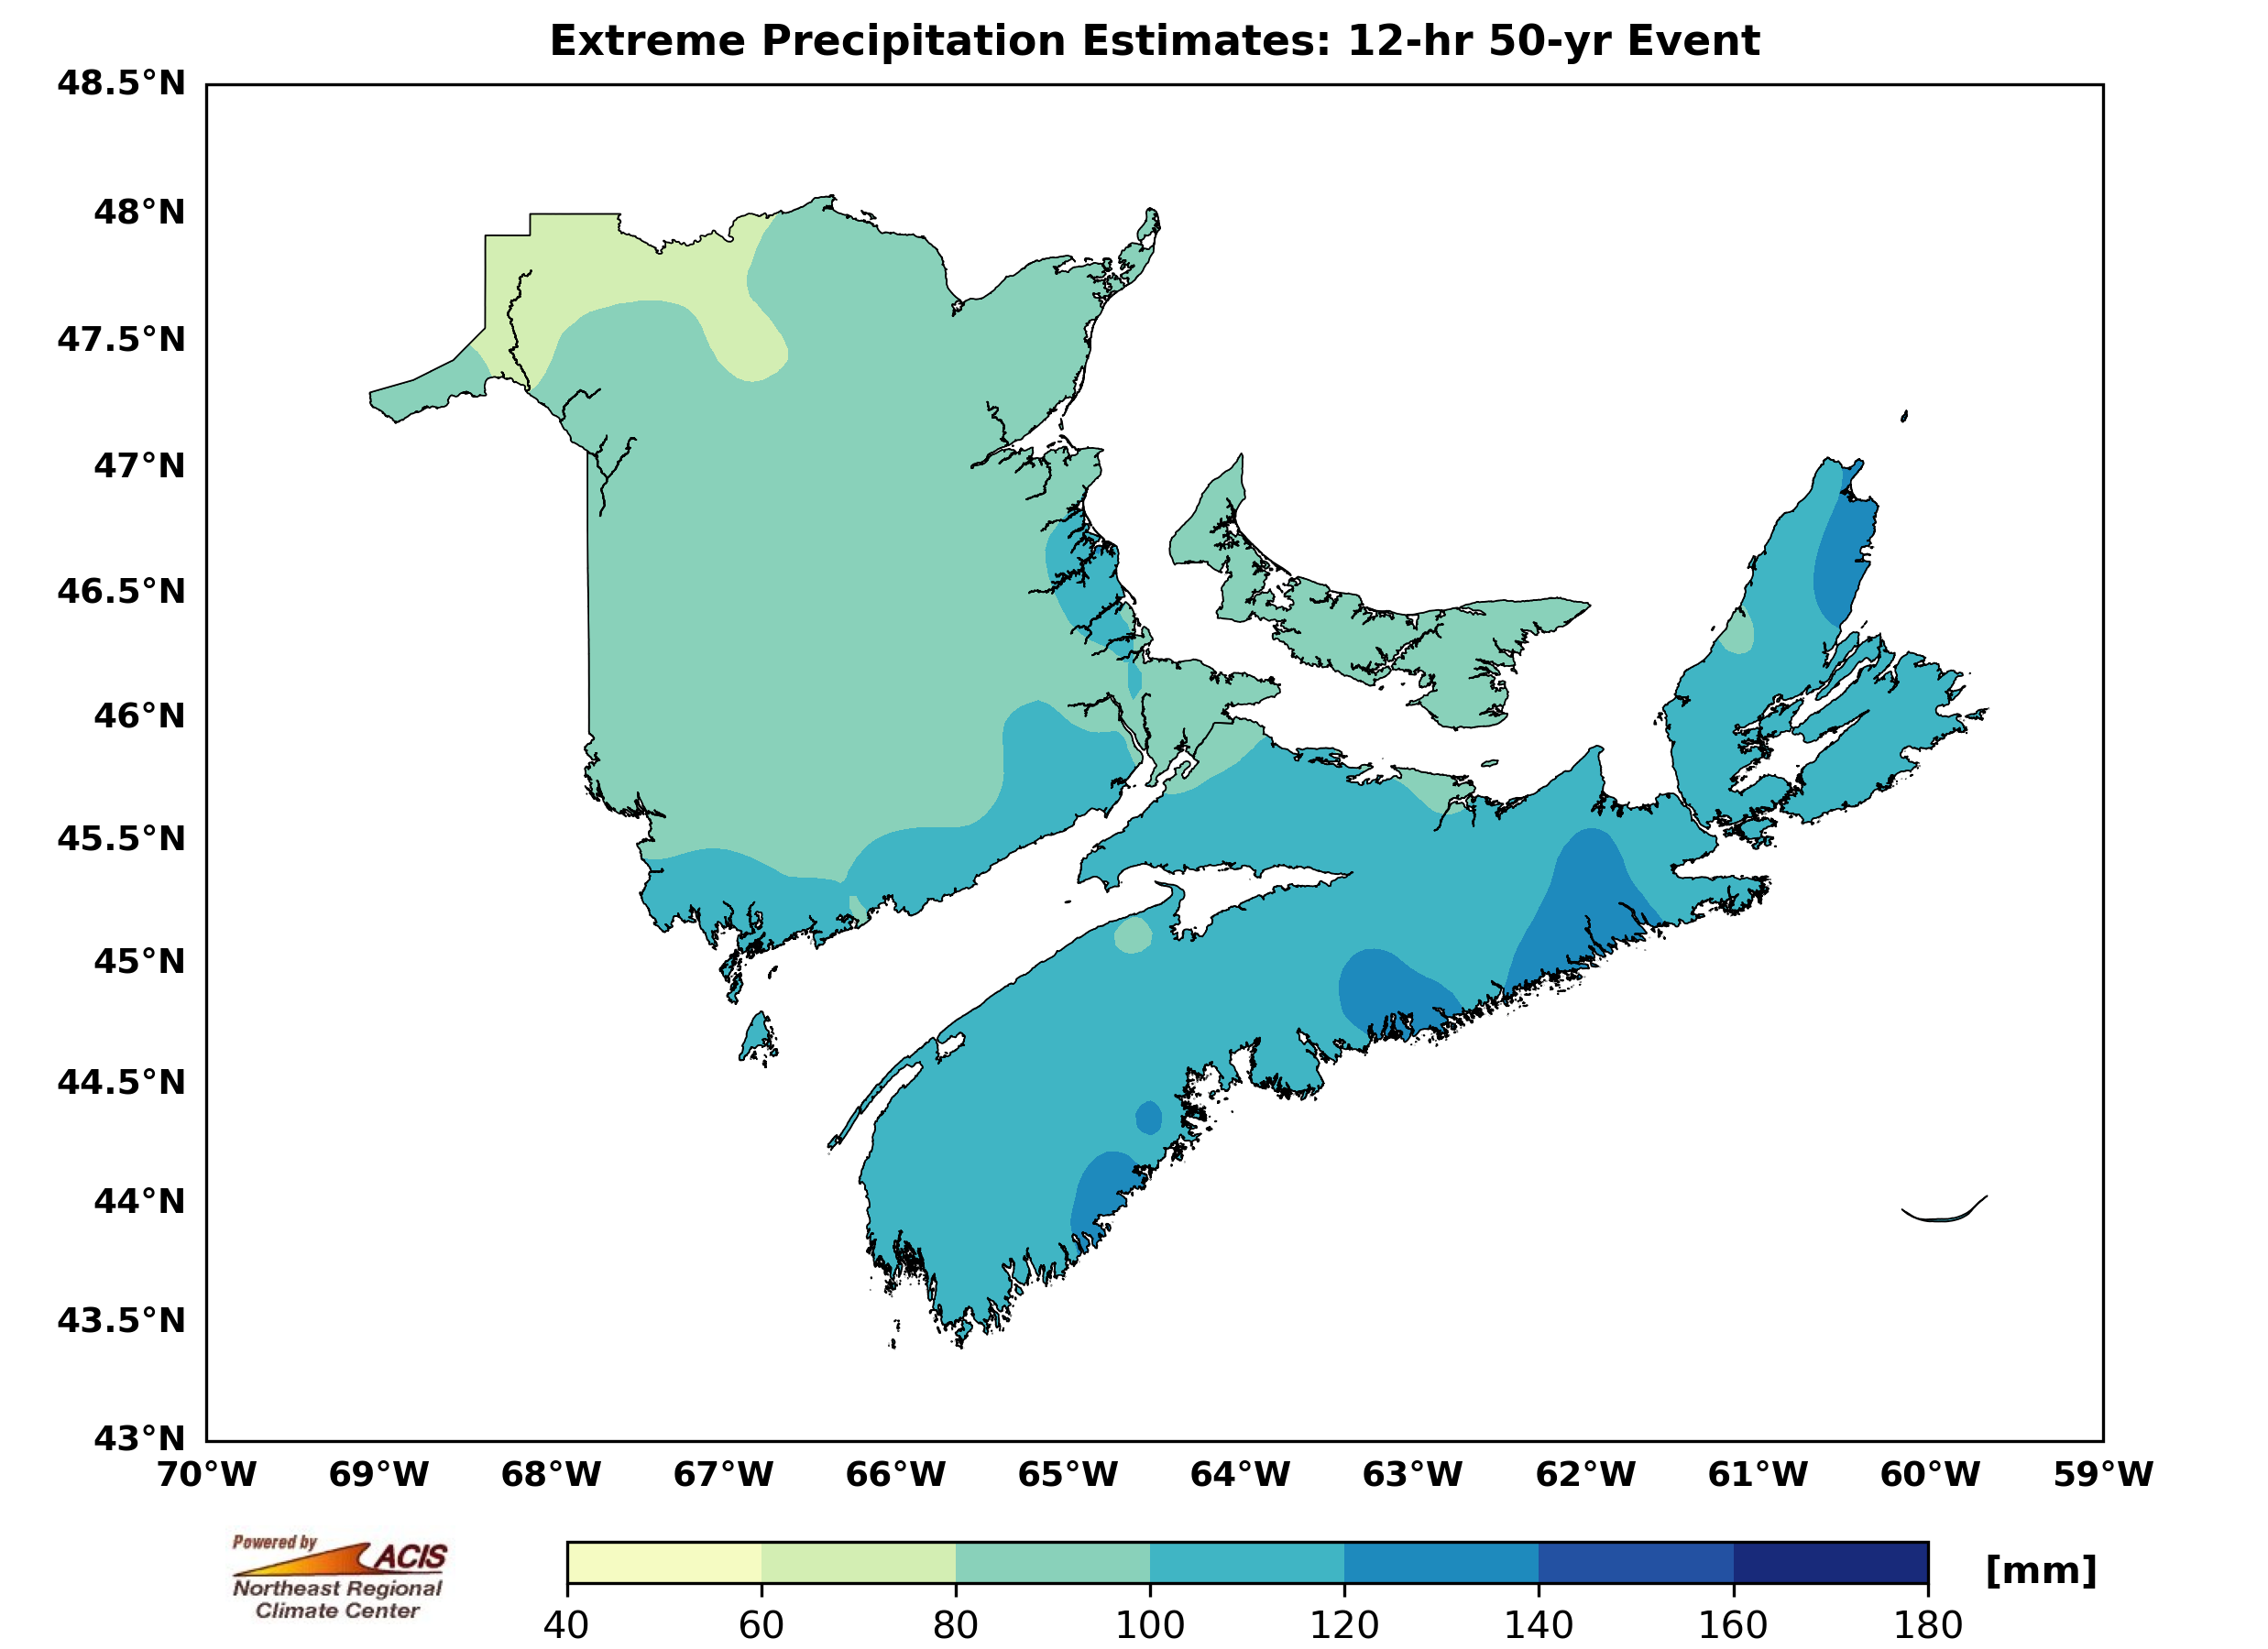 Extreme Precipitation Estimates: 12-hr 50-yr Event
48.5°N
48°N
47.5°N
47°N
46.5°N
46°N
45.5°N
45°N
44.5°N
44°N
43.5°N
43°N
70°W 69°W 68°W 67°W 66°W 65°W 64°W 63°W 62°W 61°W 60°W 59°W
Powered by
ACIS
Northeast Regional
Climate Center
[mm]
40 60 80 100 120 140 160 180